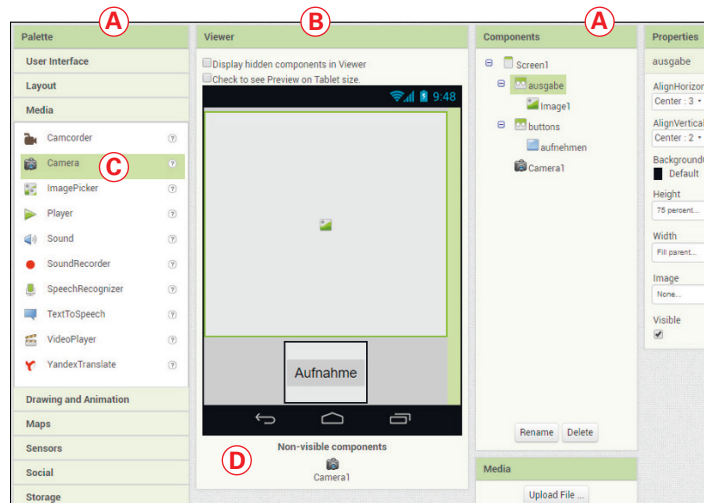 A
B
A
Palette
User Interface
Layout
Media
Camcorder ?
Camera ?
C
ImagePicker ?
Player ?
Sound ?
SoundRecorder ?
SpeechRecognizer ?
TextToSpeech ?
VideoPlayer ?
YandexTranslate ?
Drawing and Animation
Maps
Sensors
Social
Storage
Viewer
Display hidden components in Viewer
Check to see Preview on Tablet size.
9:48
Aufnahme
D
Non-visible components
Camera1
Components
Screen1
ausgabe
Image1
buttons
aufnehmen
Camera1
Rename Delete
Media
Upload File ...
Properties
ausgabe
AlignHorizon
Center : 3
AlignVertical
Center : 2
Default
Height
75 percent...
Width
Fill parent...
Image
None...
Visible